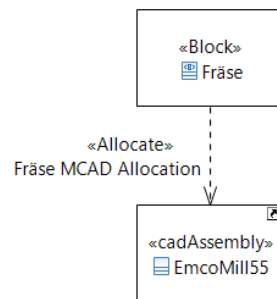 «Block»
Fräse
«Allocate»
Fräse MCAD Allocation
«cadAssembly»
EmcoMill55